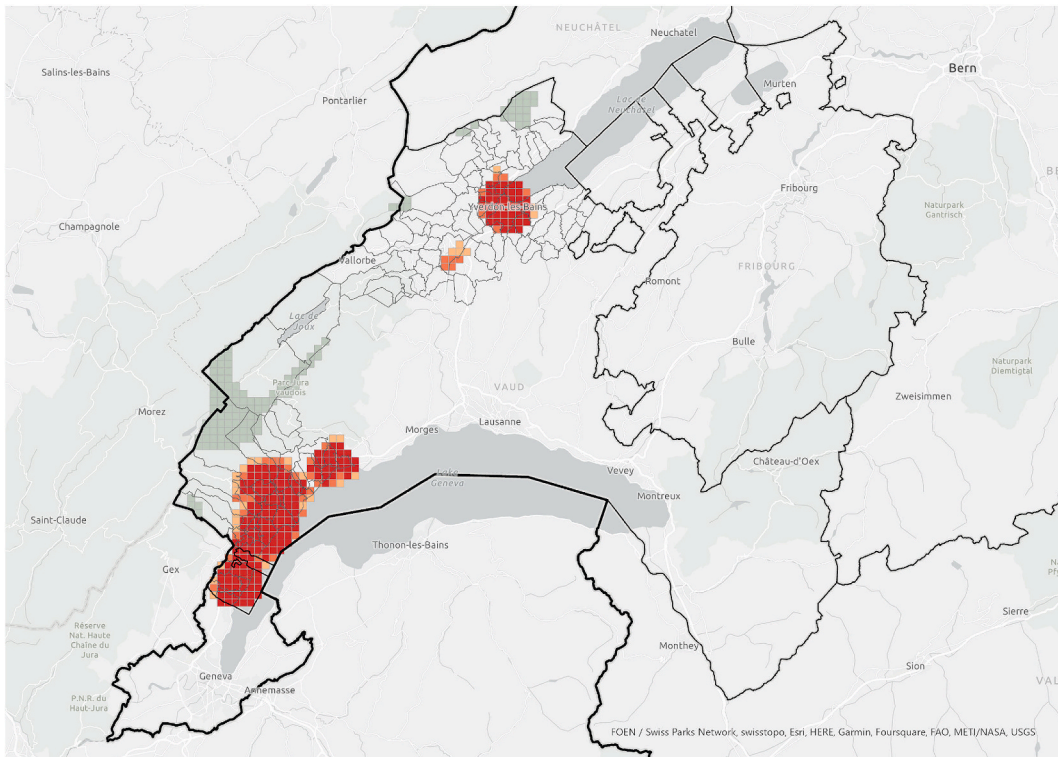 NEUCHÂTEL
Neuchatel
Salins-les-Bains
Bern
Pontarlier
Murten
Lac de
Neuchâtel
Fribourg
Yverdon-les-Bains
Naturpark
Gantrisch
Champagnole
Vallorbe
FRIBOURG
Romont
Lac de
Joux
Bulle
Naturpark
Diemtigtal
Parc Jura
vaudois
VAUD
Zweisimmen
Morez
Lausanne
Morges
Château-d'Oex
Vevey
Lake
Geneva
Montreux
Saint-Claude
Thonon-les-Bains
Gex
Sierre
Réserve
Nat. Haute
Chaîne du
Jura
Monthey
Sion
Geneva
Annemasse
P.N.R. du
Haut-Jura
FOEN / Swiss Parks Network, swisstopo, Esri, HERE, Garmin, Foursquare, FAO, METI/NASA, USGS